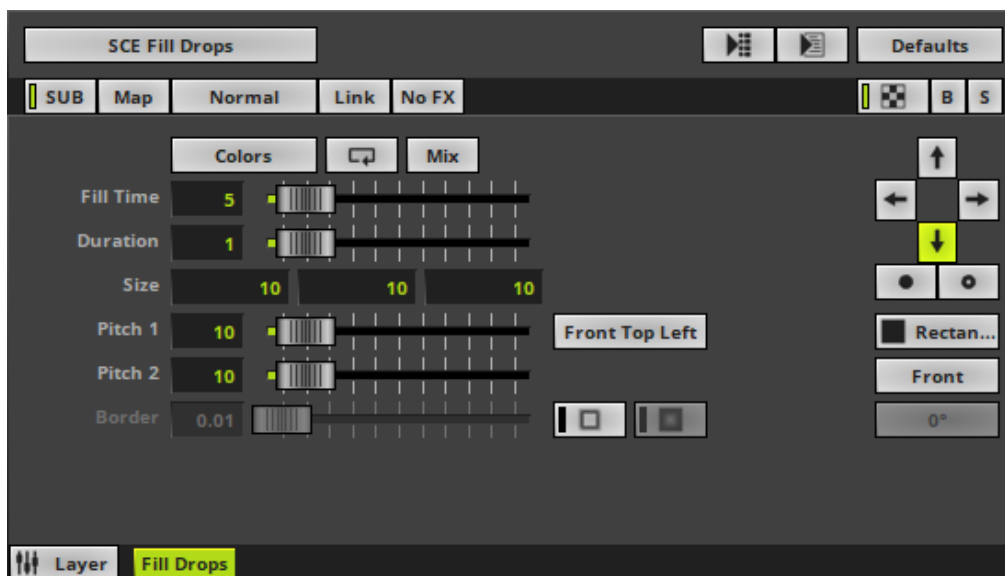 SCE Fill Drops
Defaults
SUB Map Normal Link No FX B S
Colors Mix
Fill Time 5
Duration 1
Size 10 10 10
Pitch 1 10 Front Top Left Rectan...
Pitch 2 10 Front
Border 0.01 0°
Layer Fill Drops